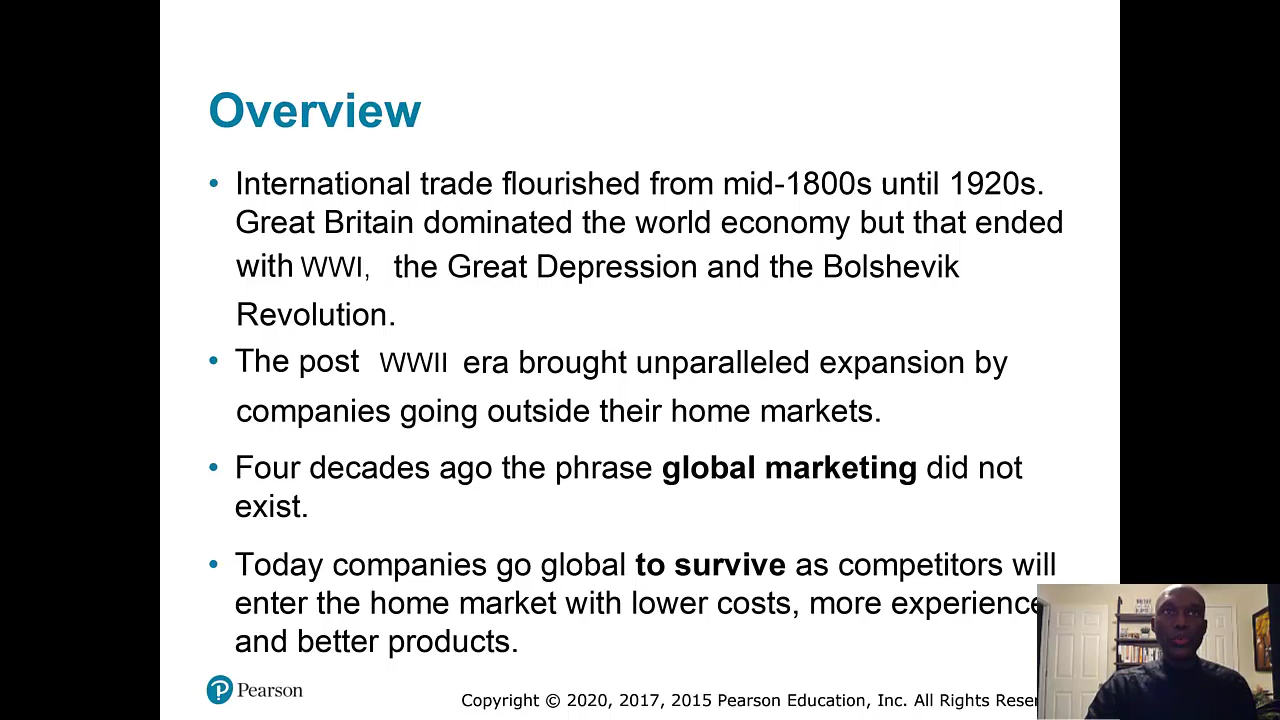 Overview
• International trade flourished from mid-1800s until 1920s.
Great Britain dominated the world economy but that ended
with WWI, the Great Depression and the Bolshevik
Revolution.
• The post WWII era brought unparalleled expansion by
companies going outside their home markets.
• Four decades ago the phrase global marketing did not
exist.
• Today companies go global to survive as competitors will
enter the home market with lower costs, more experience
and better products.
Pearson
Copyright © 2020, 2017, 2015 Pearson Education, Inc. All Rights Reser